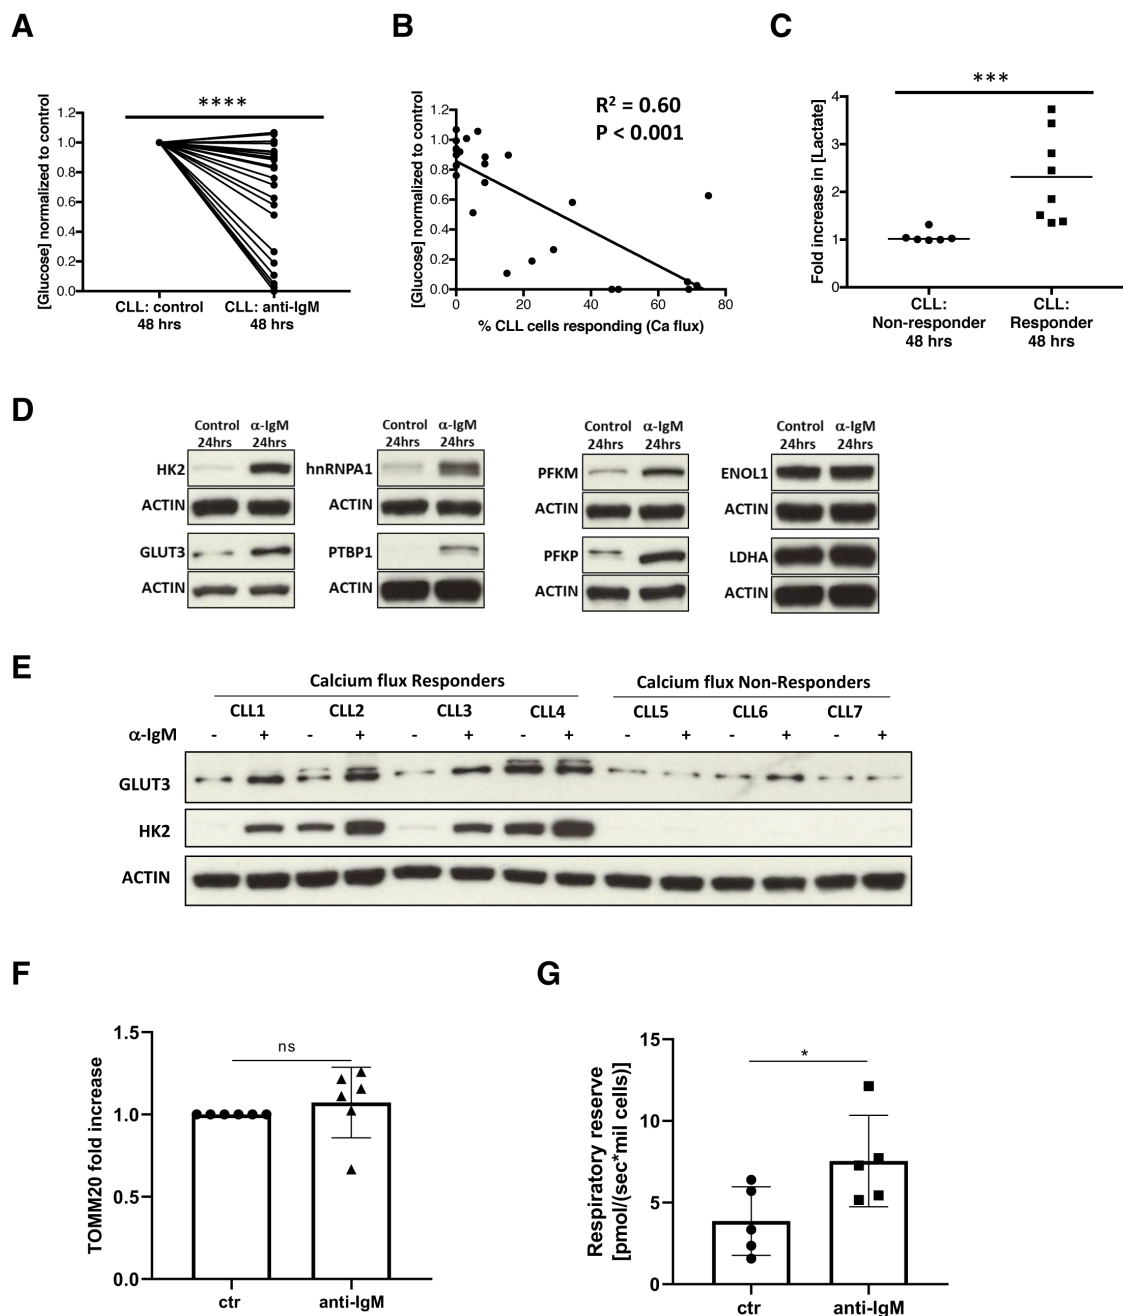 A
B
C
****
[Glucose] normalized to control
1.2
1.0
0.8
0.6
0.4
0.2
0.0
CLL: control
48 hrs
CLL: anti-IgM
48 hrs
R² = 0.60
P < 0.001
[Glucose] normalized to control
1.2
1.0
0.8
0.6
0.4
0.2
0.0
0 20 40 60 80
% CLL cells responding (Ca flux)
***
Fold increase in [Lactate]
4
3
2
1
0
CLL:
Non-responder
48 hrs
CLL:
Responder
48 hrs
D
Control α-IgM
24hrs 24hrs
HK2
ACTIN
GLUT3
ACTIN
Control α-IgM
24hrs 24hrs
hnRNPA1
ACTIN
PTBP1
ACTIN
Control α-IgM
24hrs 24hrs
PFKM
ACTIN
PFKP
ACTIN
Control α-IgM
24hrs 24hrs
ENOL1
ACTIN
LDHA
ACTIN
E
Calcium flux Responders Calcium flux Non-Responders
CLL1 CLL2 CLL3 CLL4 CLL5 CLL6 CLL7
α-IgM - + - + - + - + - + - + - +
GLUT3
HK2
ACTIN
F
TOMM20 fold increase
1.5
1.0
0.5
0.0
ns
ctr anti-IgM
G
Respiratory reserve
[pmol/(sec*mil cells)]
15
10
5
0
*
ctr anti-IgM